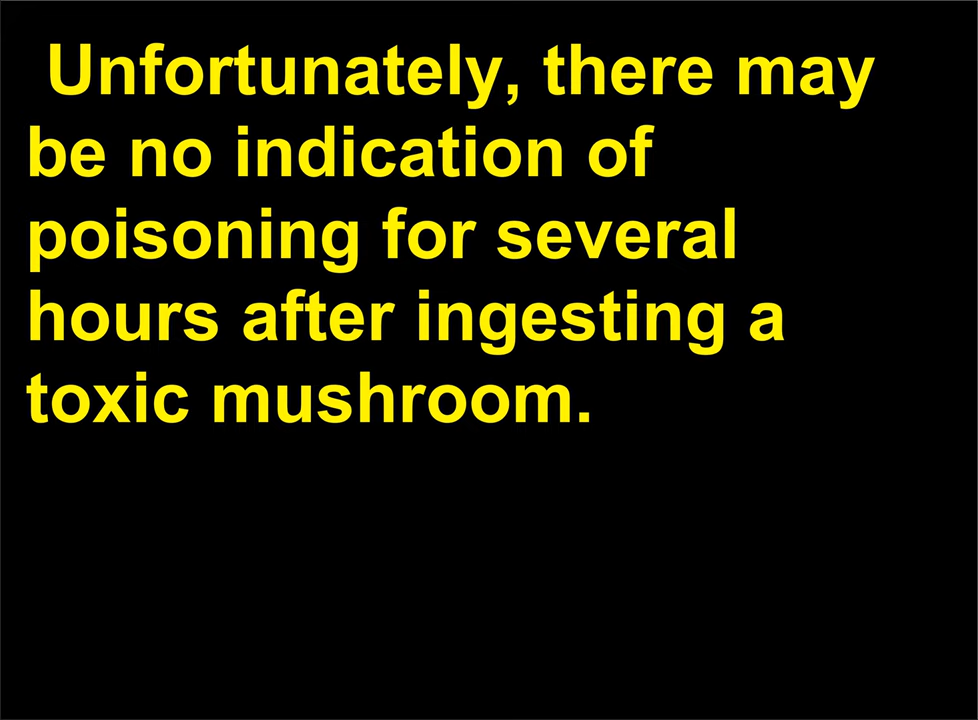 Unfortunately, there may
be no indication of
poisoning for several
hours after ingesting a
toxic mushroom.